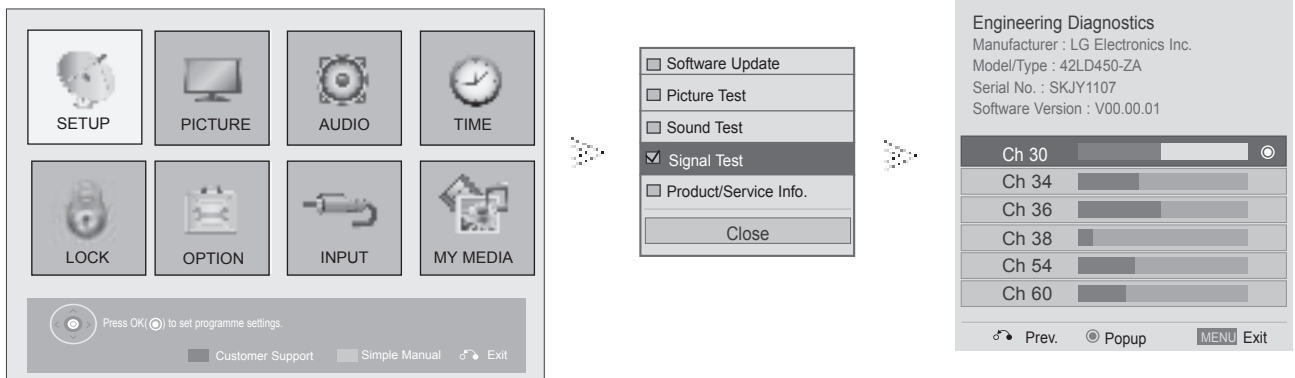 SETUP
PICTURE
AUDIO
TIME
LOCK
OPTION
INPUT
MY MEDIA
Press OK(◉) to set programme settings.
Customer Support Simple Manual Exit
Software Update
Picture Test
Sound Test
Signal Test
Product/Service Info.
Close
Engineering Diagnostics
Manufacturer : LG Electronics Inc.
Model/Type : 42LD450-ZA
Serial No. : SKJY1107
Software Version : V00.00.01
Ch 30
Ch 34
Ch 36
Ch 38
Ch 54
Ch 60
Prev. Popup MENU Exit